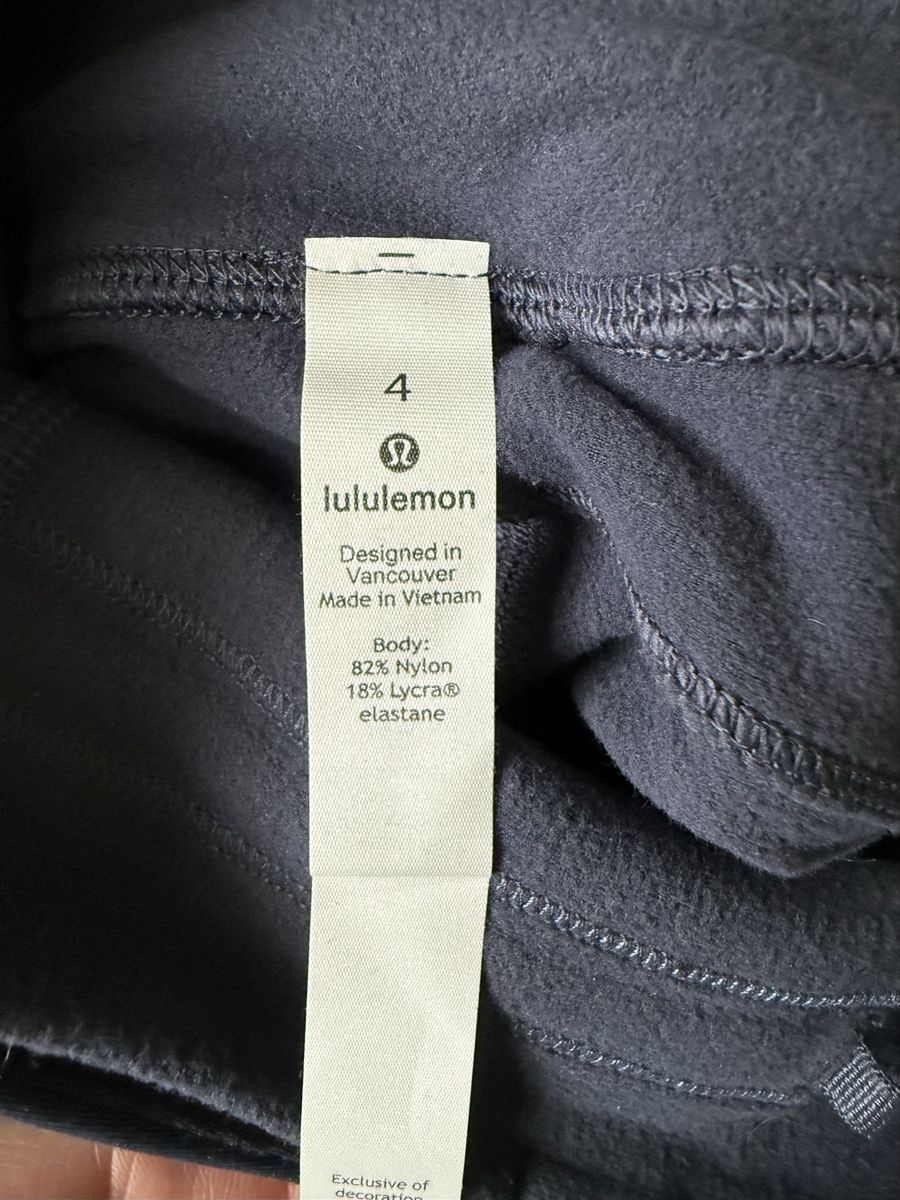 4
lululemon
Designed in
Vancouver
Made in Vietnam
Body:
82% Nylon
18% Lycra®
elastane
Exclusive of
decoration